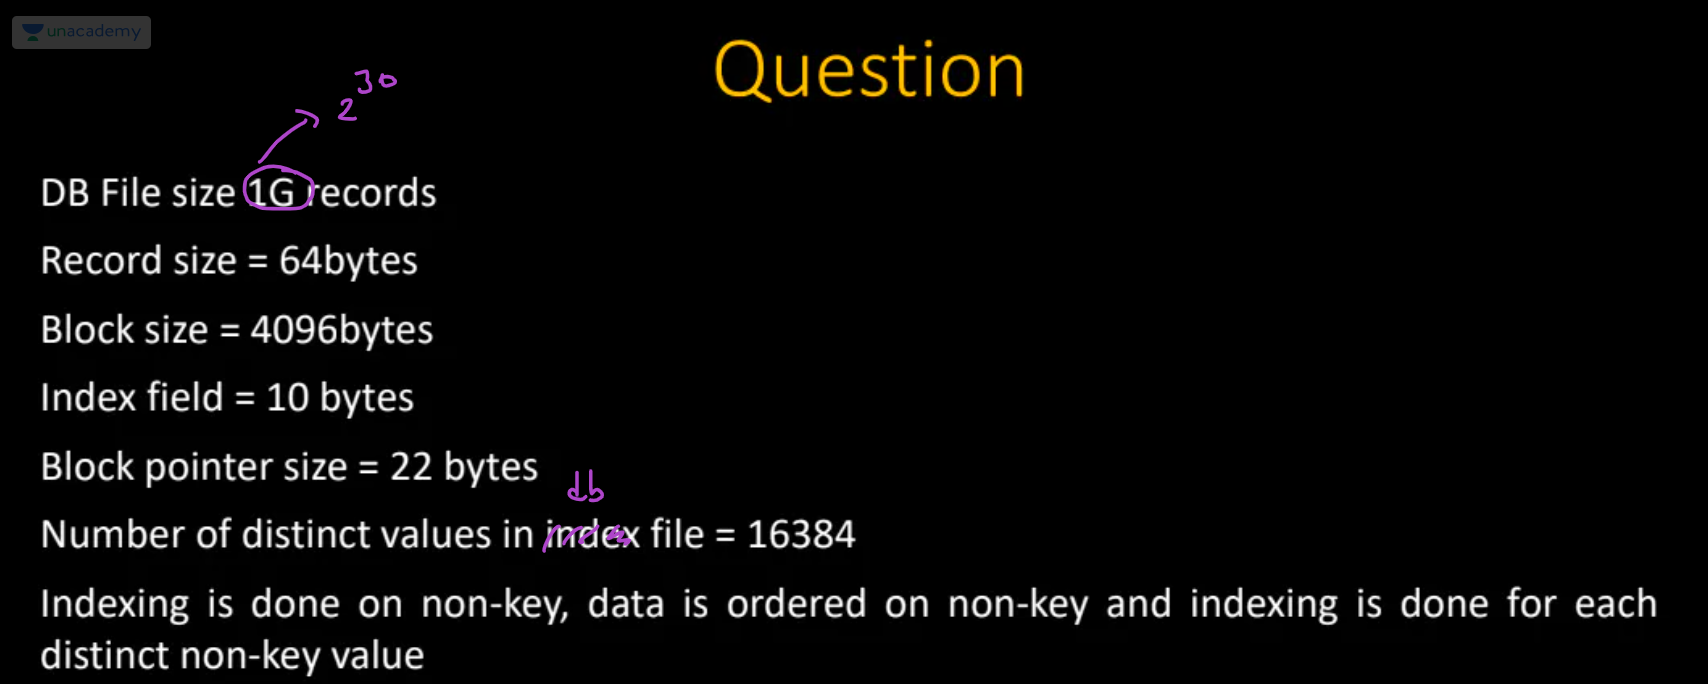 unacademy
Question
2^30
DB File size 1G records
Record size = 64bytes
Block size = 4096bytes
Index field = 10 bytes
Block pointer size = 22 bytes
db
Number of distinct values in index file = 16384
Indexing is done on non-key, data is ordered on non-key and indexing is done for each
distinct non-key value